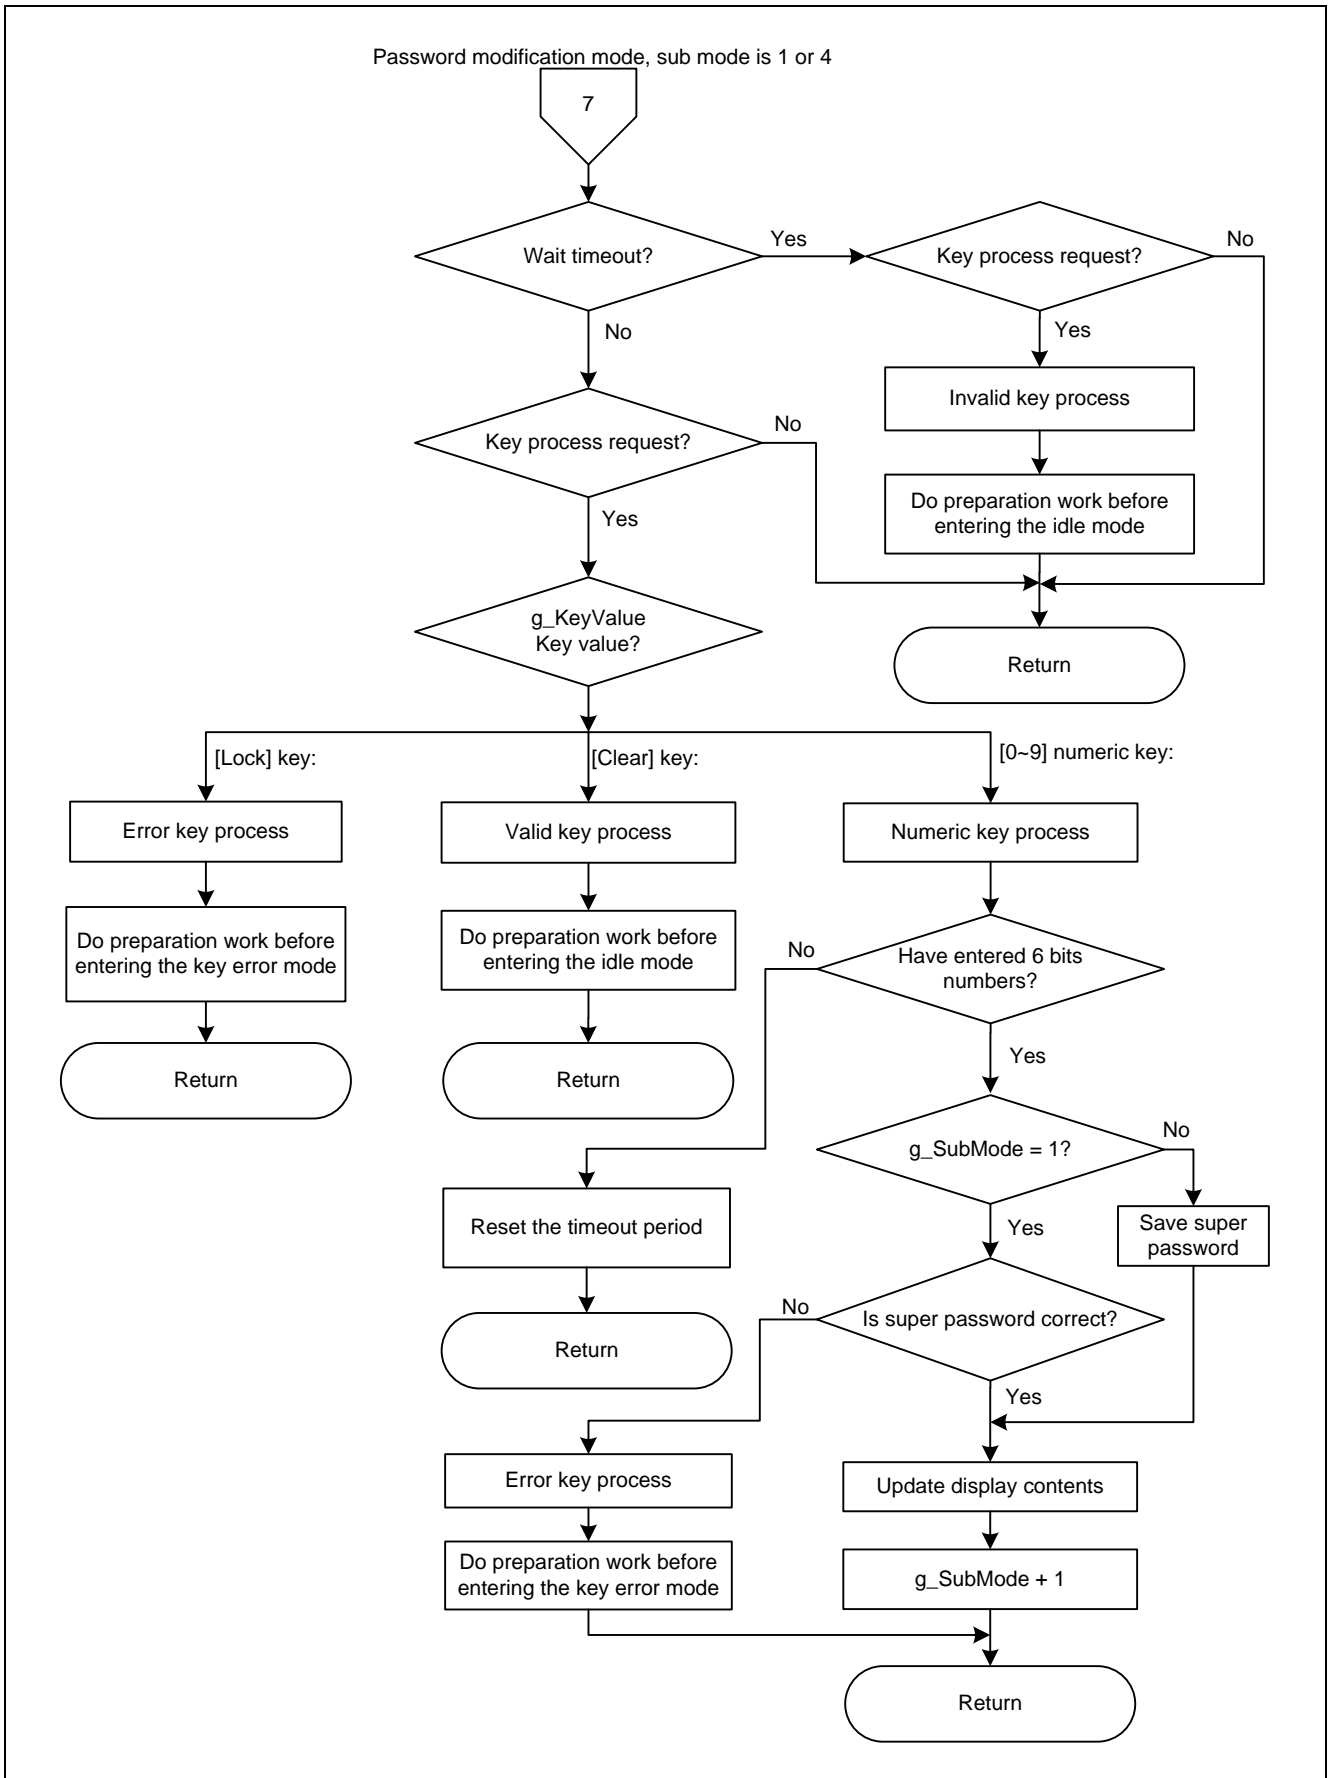 Password modification mode, sub mode is 1 or 4
7
Wait timeout?
Yes
Key process request?
No
No
Yes
Invalid key process
Key process request?
No
Do preparation work before
entering the idle mode
Yes
g_KeyValue
Key value?
Return
[Lock] key:
[Clear] key:
[0~9] numeric key:
Error key process
Valid key process
Numeric key process
Do preparation work before
entering the key error mode
Do preparation work before
entering the idle mode
No
Have entered 6 bits
numbers?
Yes
Return
Return
g_SubMode = 1?
No
Reset the timeout period
Yes
Save super
password
No
Is super password correct?
Return
Yes
Error key process
Update display contents
Do preparation work before
entering the key error mode
g_SubMode + 1
Return